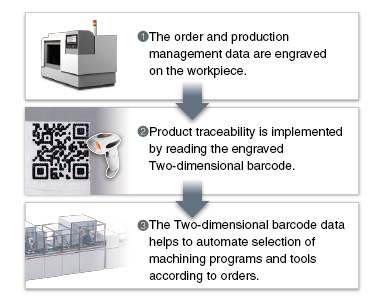 ❶The order and production
management data are engraved
on the workpiece.
❷Product traceability is implemented
by reading the engraved
Two-dimensional barcode.
❸The Two-dimensional barcode data
helps to automate selection of
machining programs and tools
according to orders.